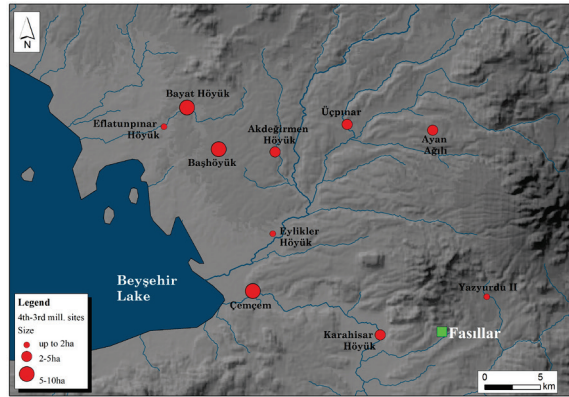 N
Bayat Höyük
Eflatunpınar
Höyük
Üçpınar
Akdeğirmen
Höyük
Ayan
Ağılı
Başhöyük
Eylikler
Höyük
Beyşehir
Lake
Çemçem
Yazyurdu II
Karahisar
Höyük
Fasıllar
Legend
4th-3rd mill. sites
Size
up to 2ha
2-5ha
5-10ha
0 5
km